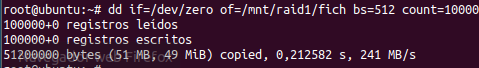 root@ubuntu:~# dd if=/dev/zero of=/mnt/raid1/fich bs=512 count=10000
100000+0 registros leídos
100000+0 registros escritos
51200000 bytes (51 MB, 49 MiB) copied, 0,212582 s, 241 MB/s
root@ubuntu:~#